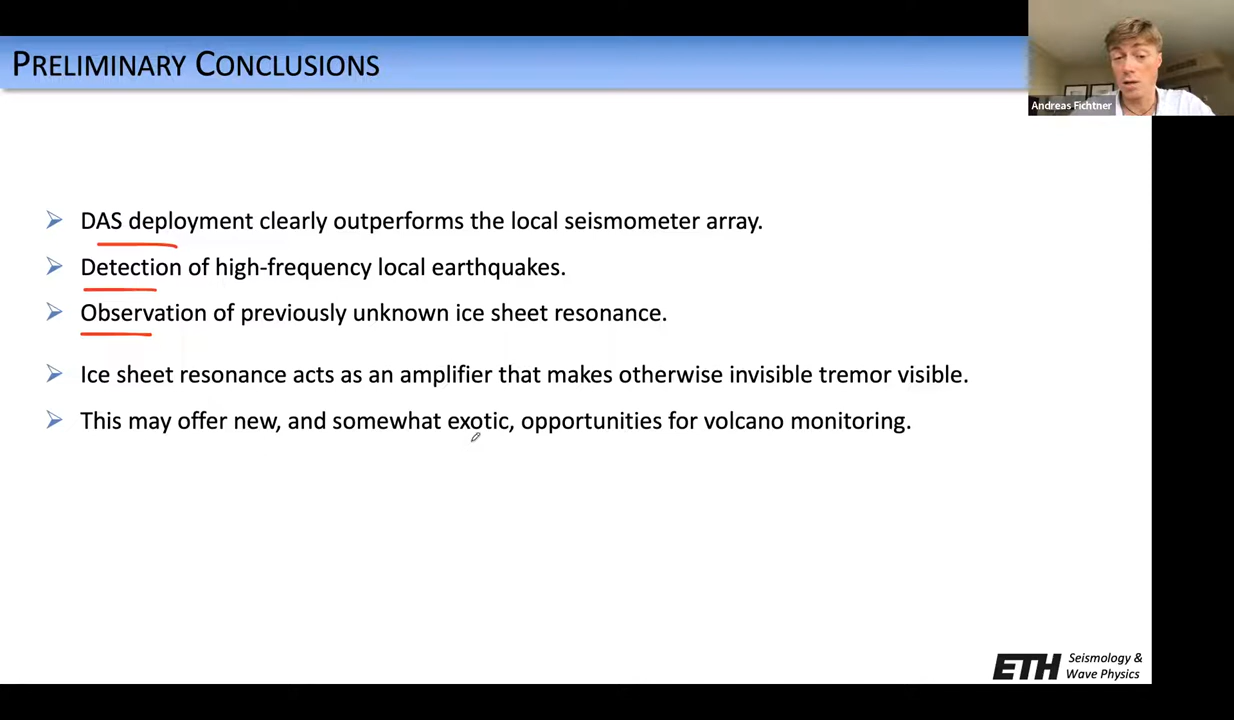 PRELIMINARY CONCLUSIONS
Andreas Fichtner
DAS deployment clearly outperforms the local seismometer array.
Detection of high-frequency local earthquakes.
Observation of previously unknown ice sheet resonance.
Ice sheet resonance acts as an amplifier that makes otherwise invisible tremor visible.
This may offer new, and somewhat exotic, opportunities for volcano monitoring.
ETH Seismology &
Wave Physics